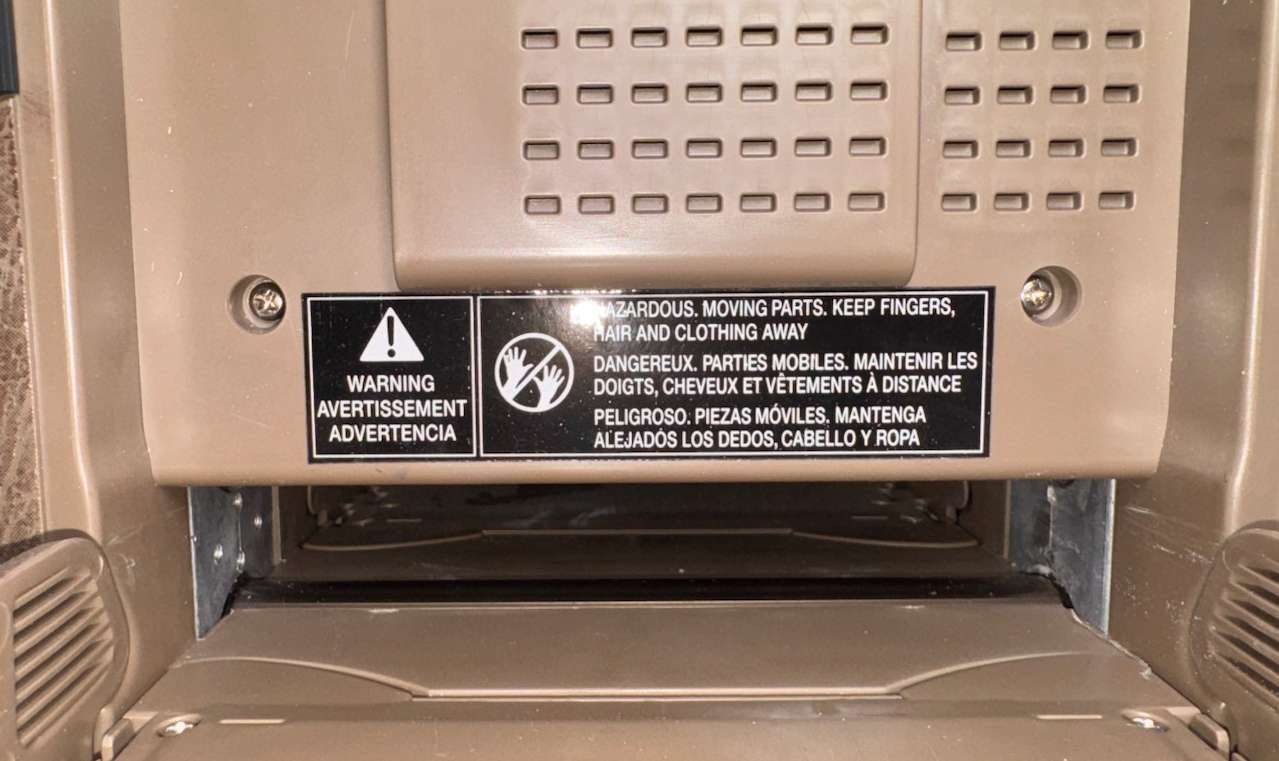 WARNING
AVERTISSEMENT
ADVERTENCIA
HAZARDOUS. MOVING PARTS. KEEP FINGERS,
HAIR AND CLOTHING AWAY
DANGEREUX. PARTIES MOBILES. MAINTENIR LES
DOIGTS, CHEVEUX ET VÊTEMENTS À DISTANCE
PELIGROSO. PIEZAS MÓVILES. MANTENGA
ALEJADOS LOS DEDOS, CABELLO Y ROPA